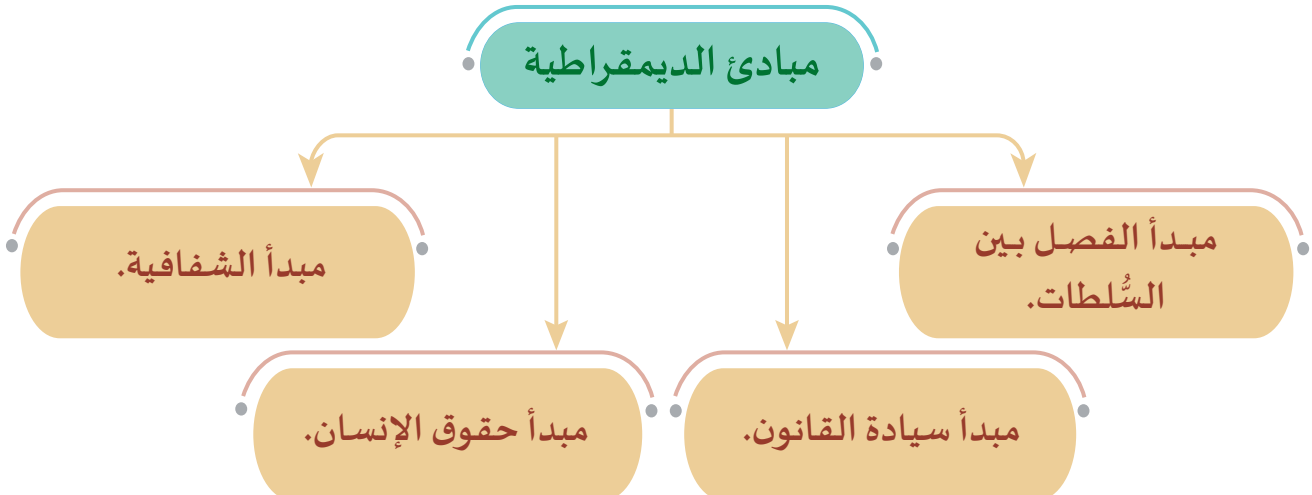 مبادئ الديمقراطية
مبدأ الفصل بين
السُّلطات.
مبدأ سيادة القانون.
مبدأ حقوق الإنسان.
مبدأ الشفافية.